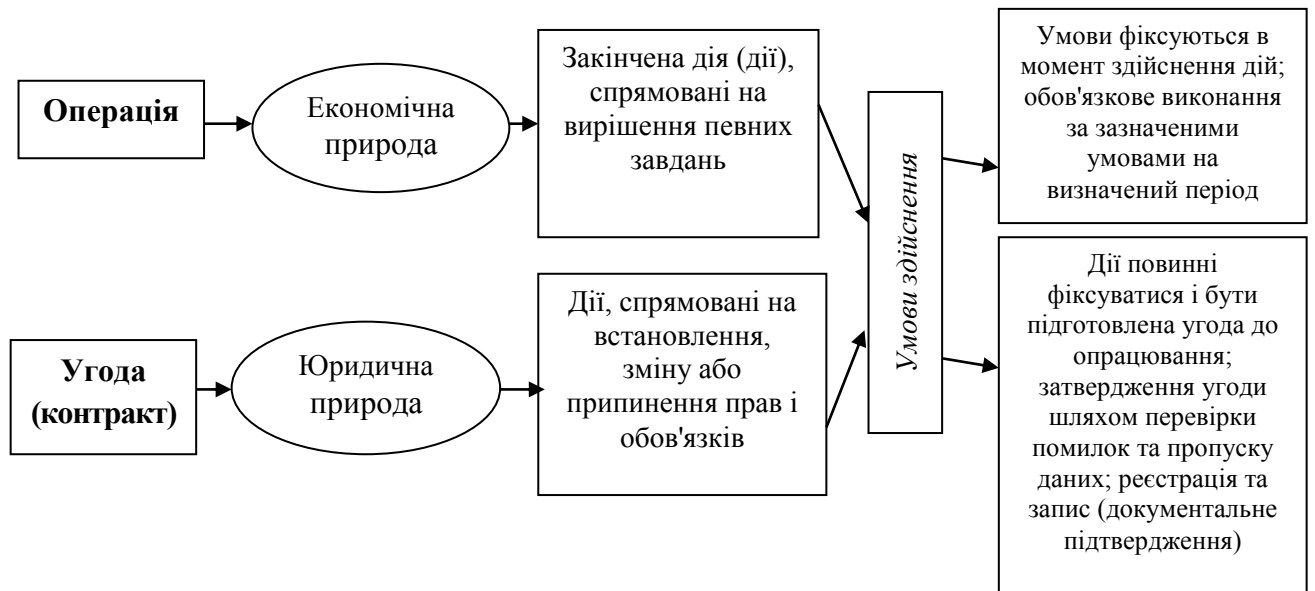 Операція
Економічна
природа
Закінчена дія (дії),
спрямовані на
вирішення певних
завдань
Умови здійснення
Умови фіксуються в
момент здійснення дій;
обов'язкове виконання
за зазначеними
умовами на
визначений період
Угода
(контракт)
Юридична
природа
Дії, спрямовані на
встановлення,
зміну або
припинення прав і
обов'язків
Дії повинні
фіксуватися і бути
підготовлена угода до
опрацювання;
затвердження угоди
шляхом перевірки
помилок та пропуску
даних; реєстрація та
запис (документальне
підтвердження)